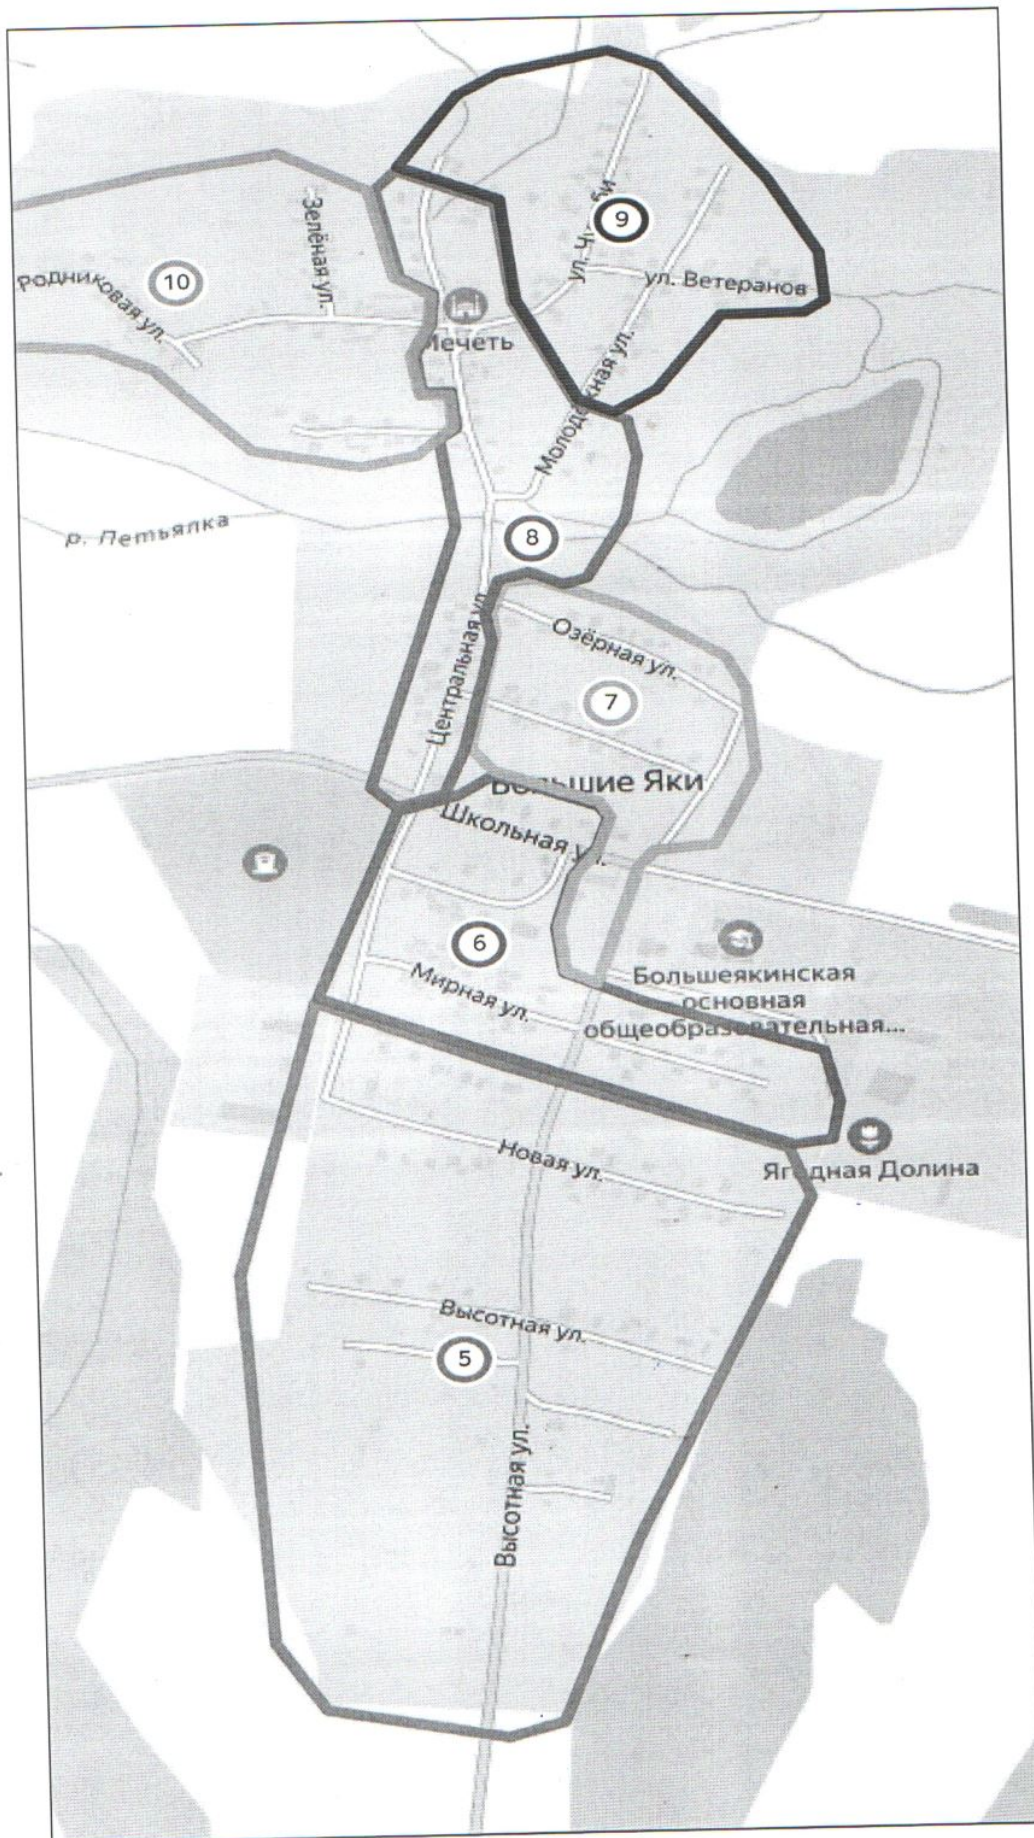 9
Зелёная ул.
10
Родниковая ул.
ул. Ветеранов
Мечеть
Молодёжная ул.
р. Петьялка
8
Центральная ул.
Озёрная ул.
7
Большие Яки
Школьная ул.
6
Мирная ул.
Большеякинская
основная
общеобразовательная...
Новая ул.
Ягодная Долина
Высотная ул.
5
Высотная ул.